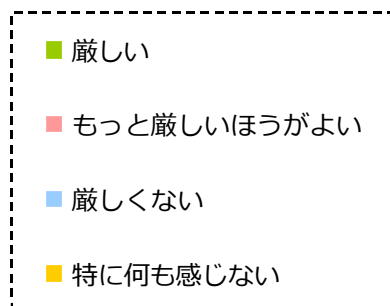 厳しい
もっと厳しいほうがよい
厳しくない
特に何も感じない